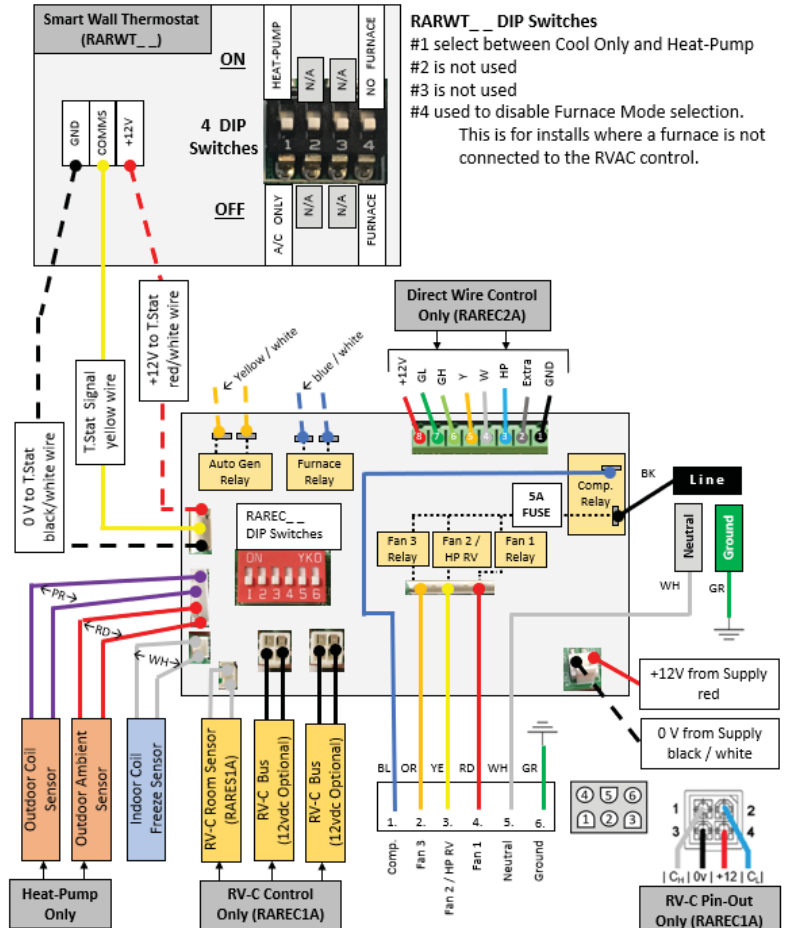 Smart Wall Thermostat
(RARWT_ _)
ON
HEAT-PUMP
N/A
N/A
NO FURNACE
4 DIP
Switches
1 2 3 4
OFF
A/C ONLY
N/A
N/A
FURNACE
GND
COMMS
+12V
RARWT_ _ DIP Switches
#1 select between Cool Only and Heat-Pump
#2 is not used
#3 is not used
#4 used to disable Furnace Mode selection.
This is for installs where a furnace is not
connected to the RVAC control.
0 V to T.Stat
black/white wire
T.Stat Signal
yellow wire
+12V to T.Stat
red/white wire
← Yellow / white
← blue / white
Direct Wire Control
Only (RAREC2A)
+12V
GL
GH
Y
W
HP
Extra
GND
8 7 6 5 4 3 2 1
Auto Gen
Relay
Furnace
Relay
RAREC_ _
DIP Switches
ON YKD
1 2 3 4 5 6
5A
FUSE
Comp.
Relay
Fan 3
Relay
Fan 2 /
HP RV
Fan 1
Relay
BK
Line
Neutral
Ground
WH
GR
←PR→
←RD→
← WH→
+12V from Supply
red
0 V from Supply
black / white
Outdoor Coil
Sensor
Outdoor Ambient
Sensor
Indoor Coil
Freeze Sensor
RV-C Room Sensor
(RARES1A)
RV-C Bus
(12vdc Optional)
RV-C Bus
(12vdc Optional)
Heat-Pump
Only
RV-C Control
Only (RAREC1A)
BL OR YE RD WH GR
1. 2. 3. 4. 5. 6.
Comp.
Fan 3
Fan 2 / HP RV
Fan 1
Neutral
Ground
4 5 6
1 2 3
1 2
3 4
| CH | 0v | +12 | CL |
RV-C Pin-Out
Only (RAREC1A)